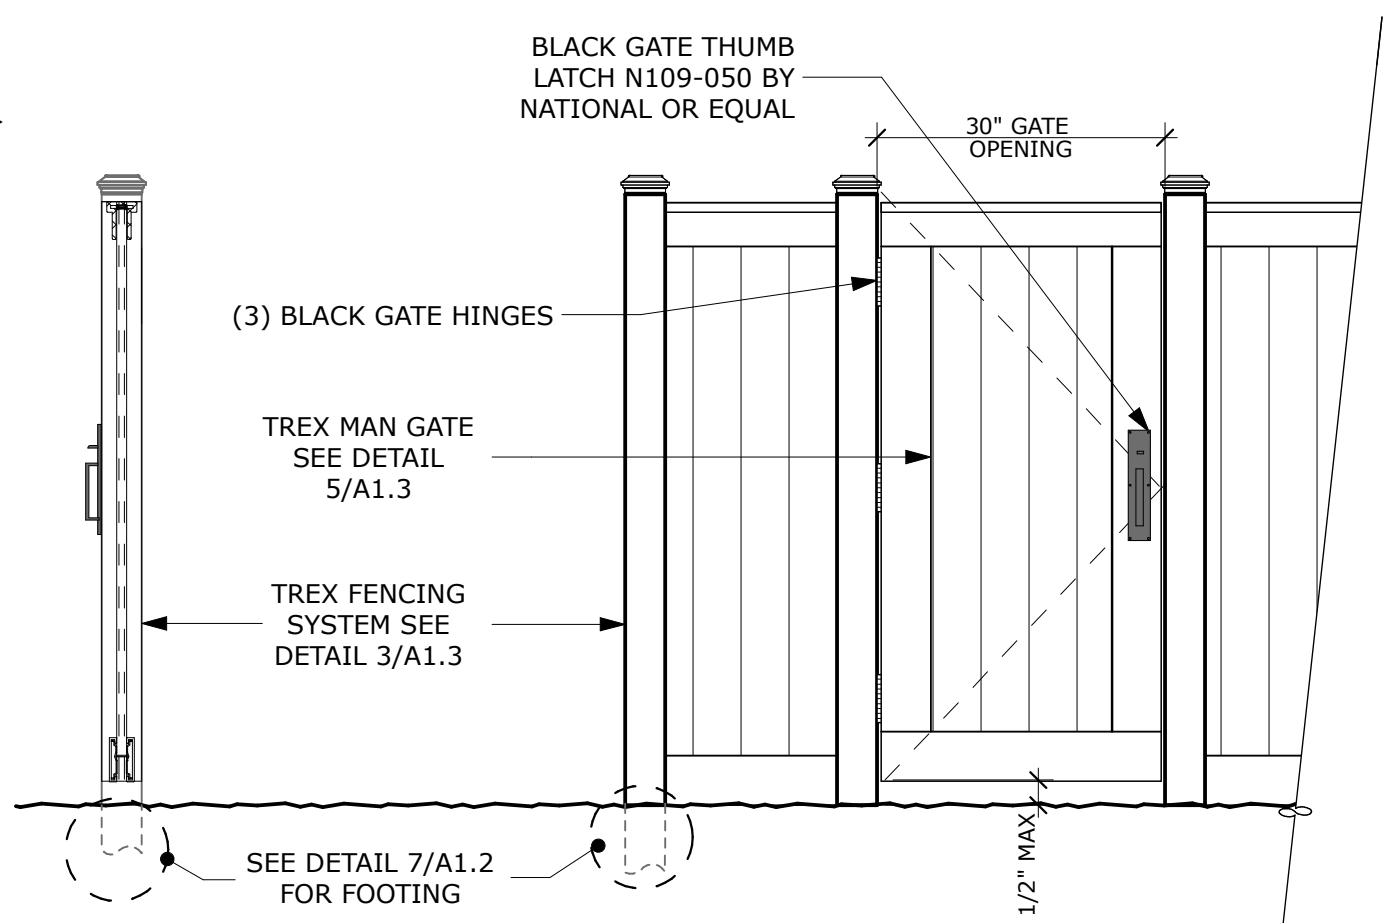 BLACK GATE THUMB
LATCH N109-050 BY
NATIONAL OR EQUAL
30" GATE
OPENING
(3) BLACK GATE HINGES
TREX MAN GATE
SEE DETAIL
5/A1.3
TREX FENCING
SYSTEM SEE
DETAIL 3/A1.3
SEE DETAIL 7/A1.2
FOR FOOTING
1/2" MAX